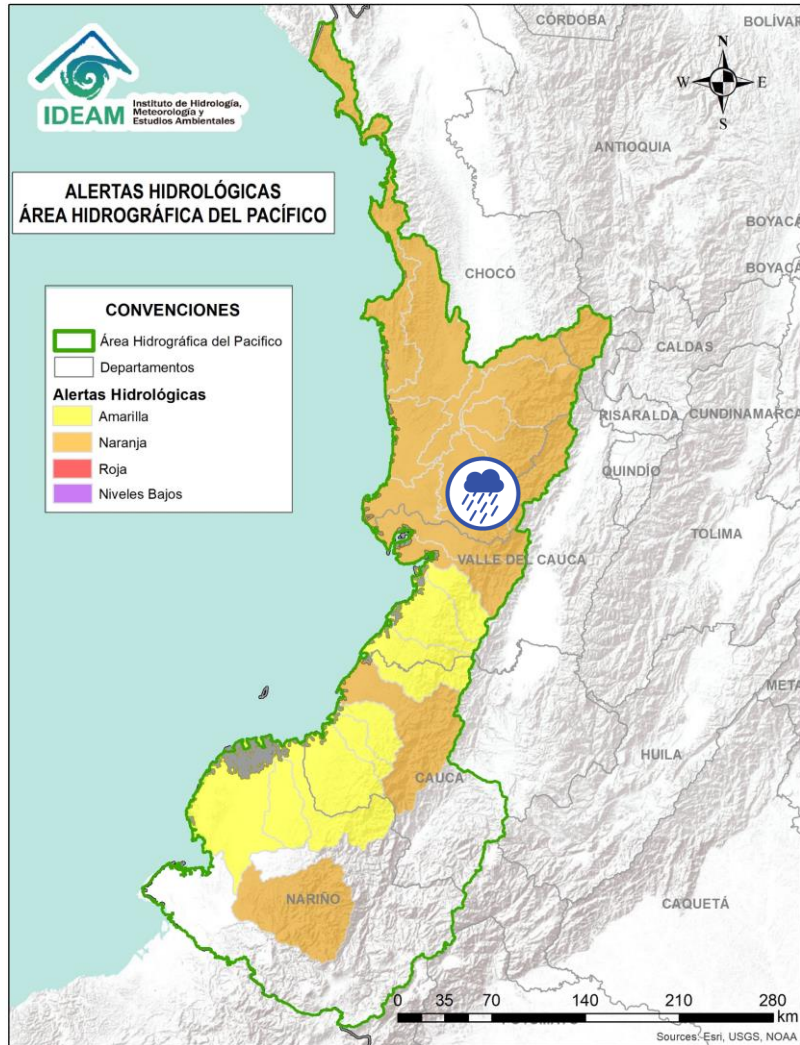 IDEAM
Instituto de Hidrología,
Meteorología y
Estudios Ambientales
ALERTAS HIDROLÓGICAS
ÁREA HIDROGRÁFICA DEL PACÍFICO
CONVENCIONES
Área Hidrográfica del Pacifico
Departamentos
Alertas Hidrológicas
Amarilla
Naranja
Roja
Niveles Bajos
N
W
E
S
CÓRDOBA
BOLÍVAR
ANTIOQUIA
BOYACÁ
BOYACÁ
CHOCÓ
CALDAS
RISARALDA
CUNDINAMARCA
QUINDÍO
TOLIMA
VALLE DEL CAUCA
META
HUILA
CAUCA
NARIÑO
CAQUETÁ
0 35 70 140 210 280
km
Sources: Esri, USGS, NOAA